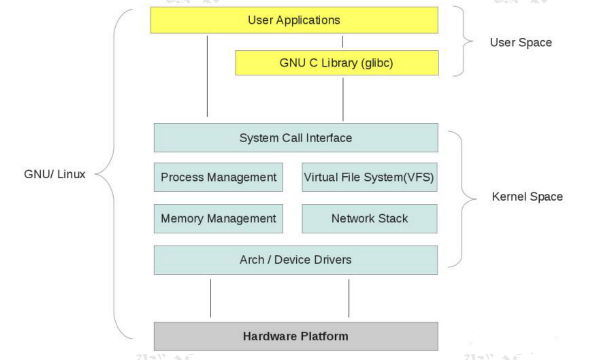 User Applications
User Space
GNU C Library (glibc)
System Call Interface
GNU/ Linux
Process Management
Virtual File System(VFS)
Kernel Space
Memory Management
Network Stack
Arch / Device Drivers
Hardware Platform